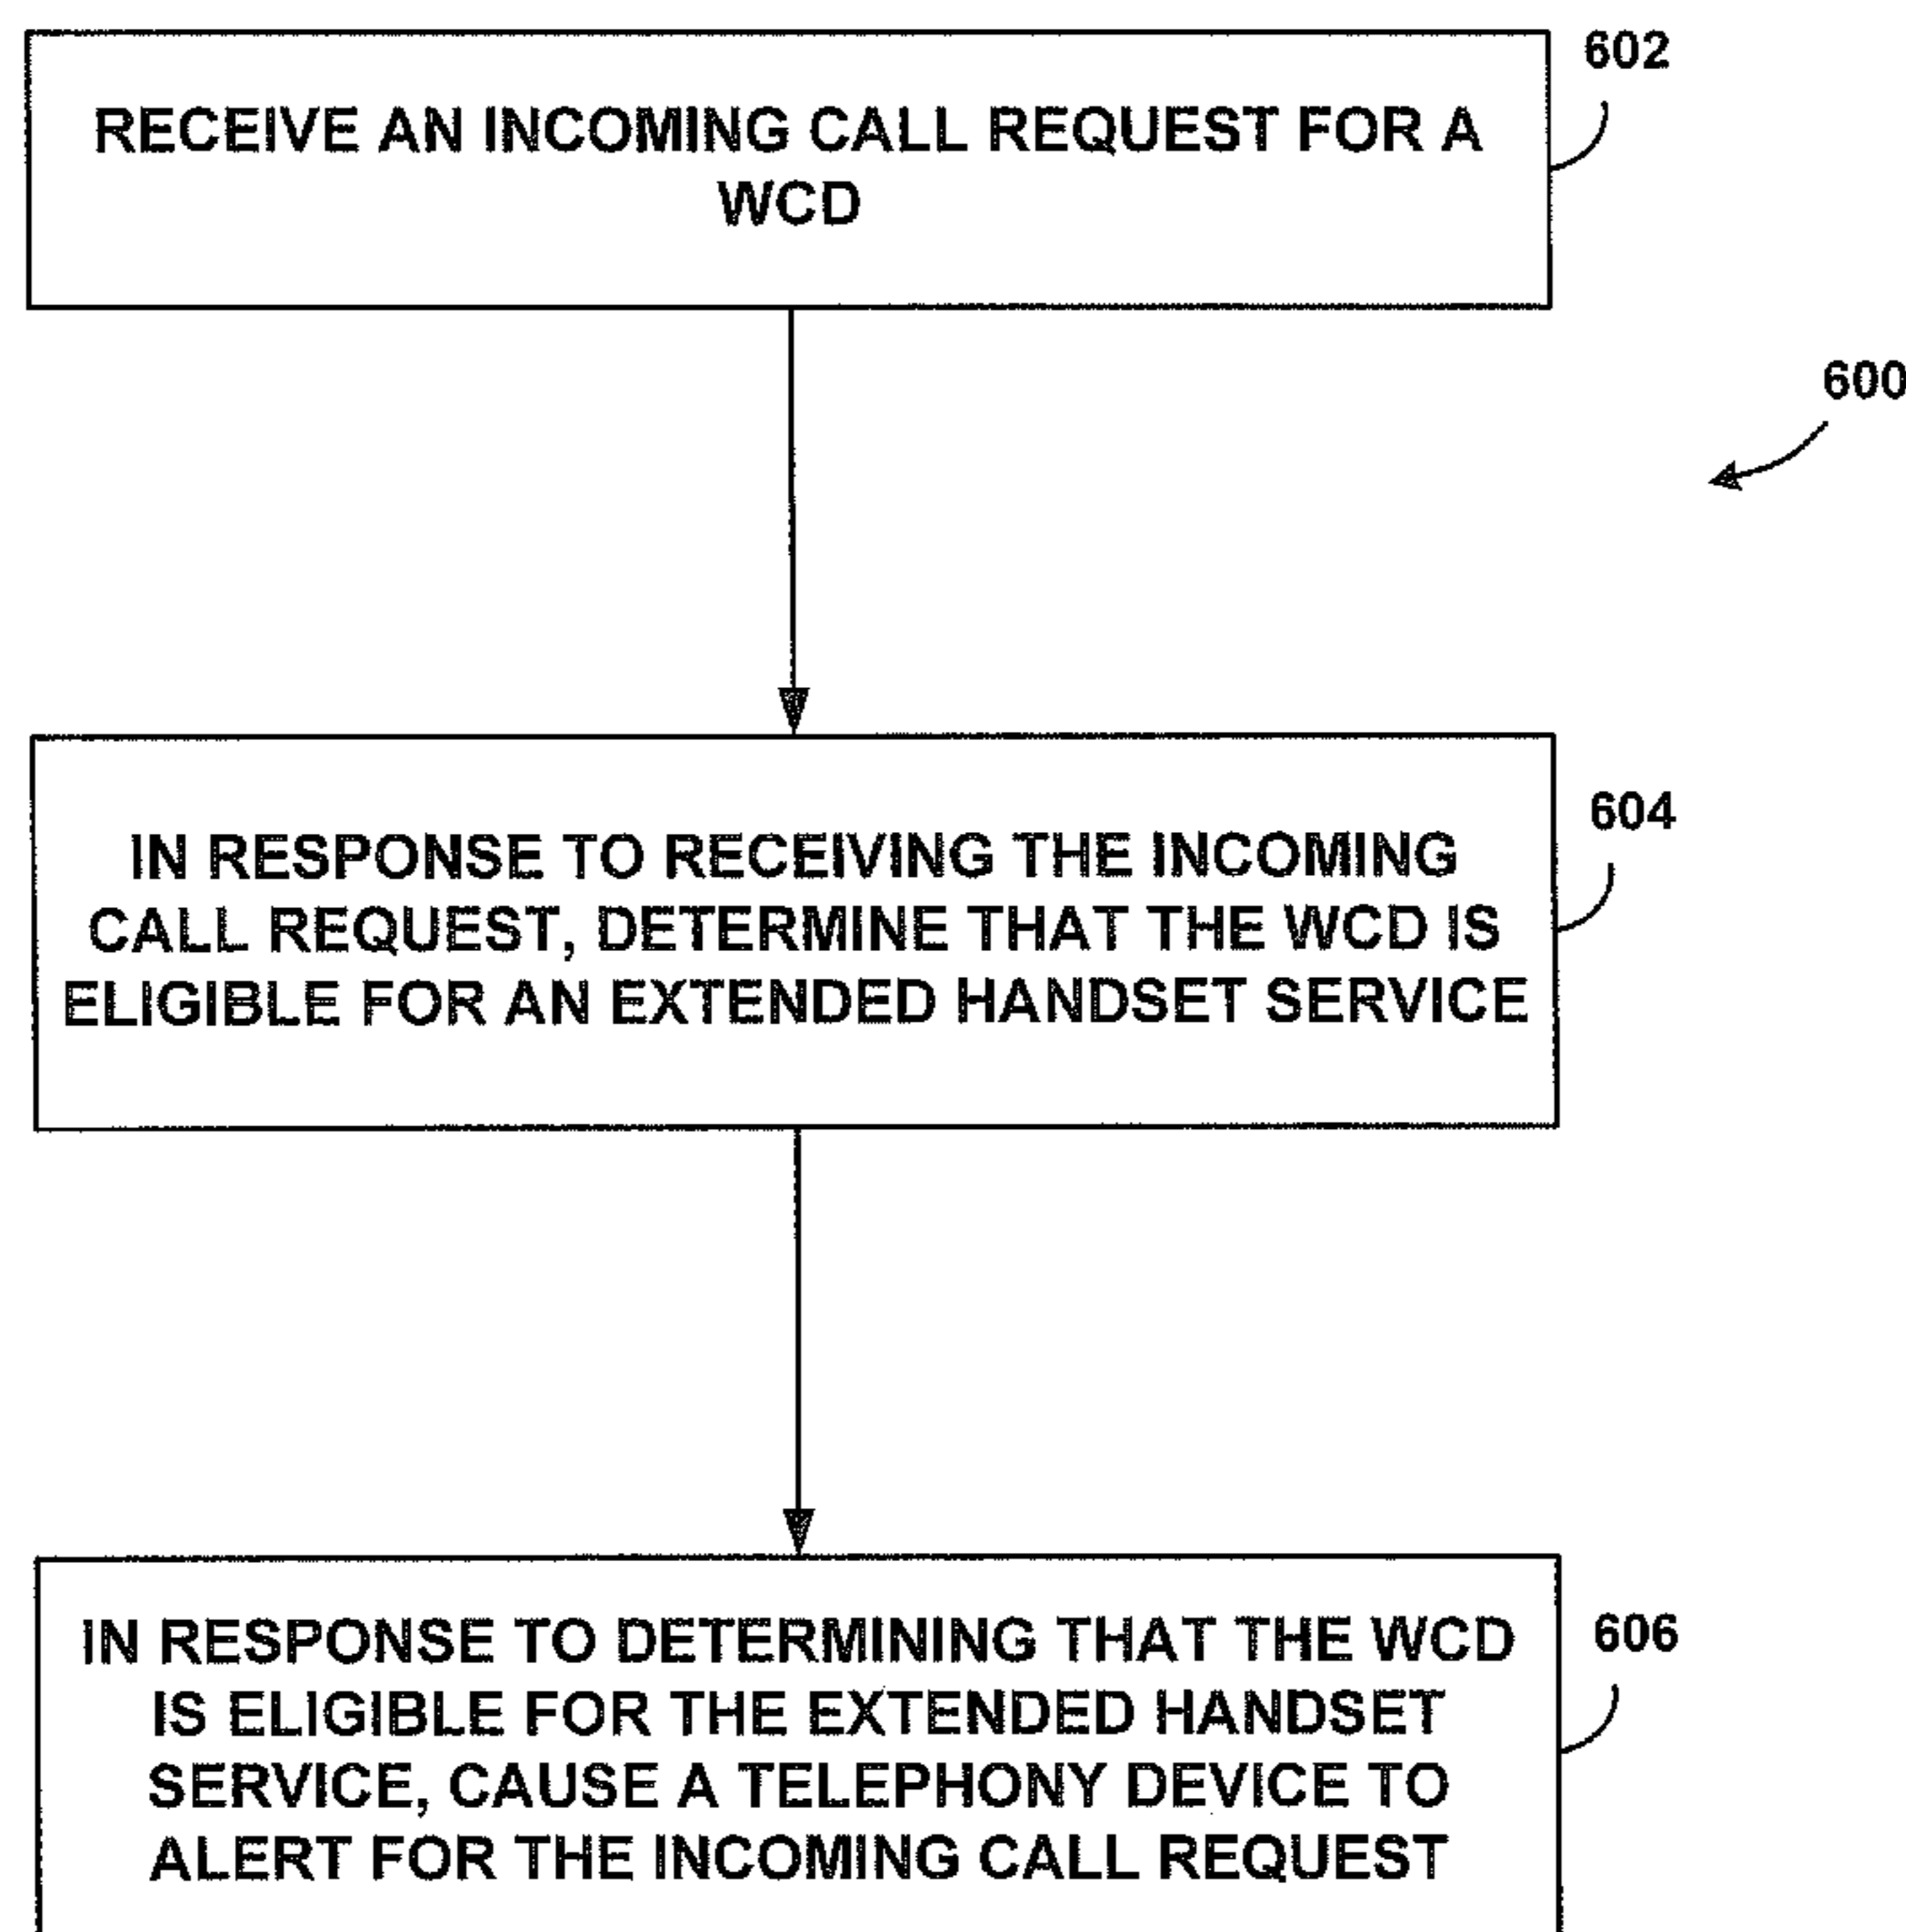 602
RECEIVE AN INCOMING CALL REQUEST FOR A
WCD
600
604
IN RESPONSE TO RECEIVING THE INCOMING
CALL REQUEST, DETERMINE THAT THE WCD IS
ELIGIBLE FOR AN EXTENDED HANDSET SERVICE
606
IN RESPONSE TO DETERMINING THAT THE WCD
IS ELIGIBLE FOR THE EXTENDED HANDSET
SERVICE, CAUSE A TELEPHONY DEVICE TO
ALERT FOR THE INCOMING CALL REQUEST